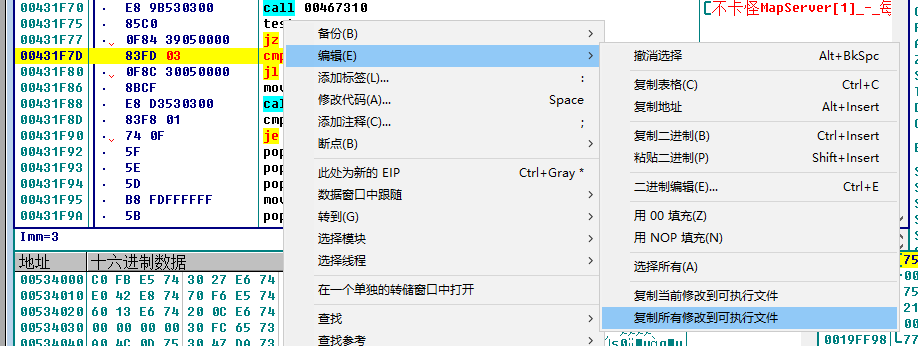 00431F70 . E8 9B530300 call 00467310
00431F75 . 85C0 test
00431F77 . 0F84 39050000 jz
00431F7D 83FD 03 cmp
00431F80 . 0F8C 30050000 jl
00431F86 . 8BCF mov
00431F88 . E8 D3530300 call
00431F8D . 83F8 01 cmp
00431F90 . 74 0F je
00431F92 . 5F pop
00431F93 . 5E pop
00431F94 . 5D pop
00431F95 . B8 FDFFFFFF mov
00431F9A . 5B pop
Imm=3
地址 十六进制数据
00534000 C0 FB E5 74 30 27 E6 74
00534010 E0 42 E8 74 70 F6 E5 74
00534020 60 13 E6 74 20 0C E6 74
00534030 00 00 00 00 30 FC 65 73
00534040 A0 4C 0D 75 30 47 DA 73
备份(B)
编辑(E)
添加标签(L)... :
修改代码(A)... Space
添加注释(C)... ;
断点(B)
此处为新的 EIP Ctrl+Gray *
数据窗口中跟随
转到(G)
选择模块
选择线程
在一个单独的转储窗口中打开
查找
查找参考
撤消选择 Alt+BkSpc
复制表格(C) Ctrl+C
复制地址 Alt+Insert
复制二进制(B) Ctrl+Insert
粘贴二进制(P) Shift+Insert
二进制编辑(E)... Ctrl+E
用 00 填充(Z)
用 NOP 填充(N)
选择所有(A)
复制当前修改到可执行文件
复制所有修改到可执行文件
不卡怪MapServer[1]_-_每
0019FF98